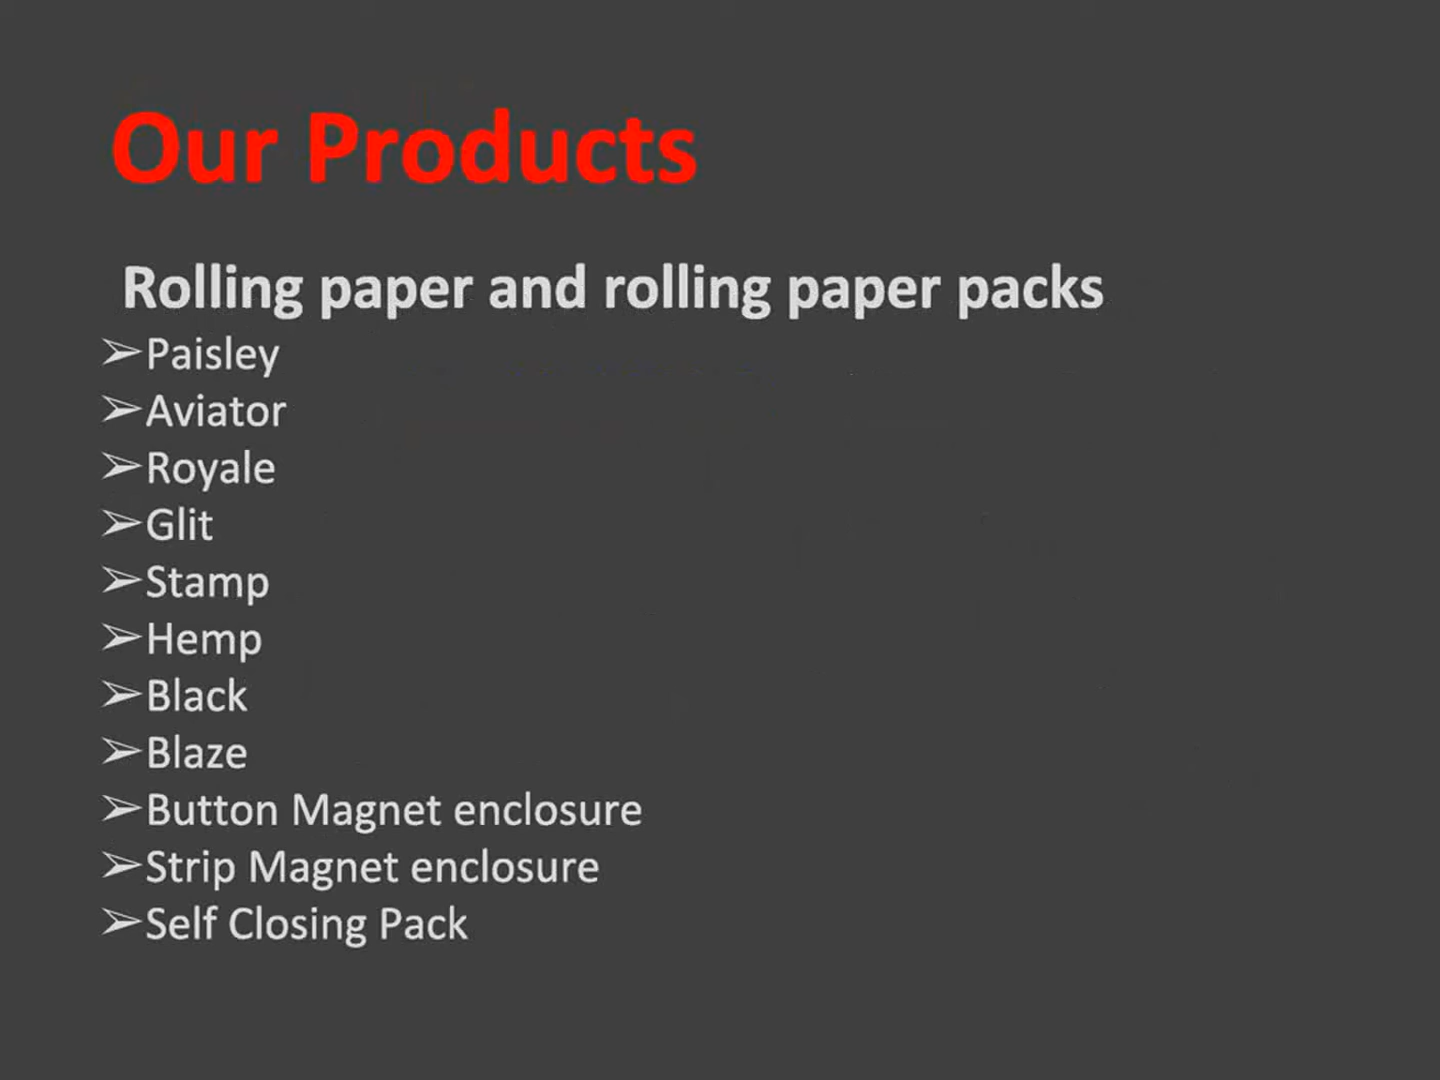 Our Products
Rolling paper and rolling paper packs
➢Paisley
➢Aviator
➢Royale
➢Glit
➢Stamp
➢Hemp
➢Black
➢Blaze
➢Button Magnet enclosure
➢Strip Magnet enclosure
➢Self Closing Pack